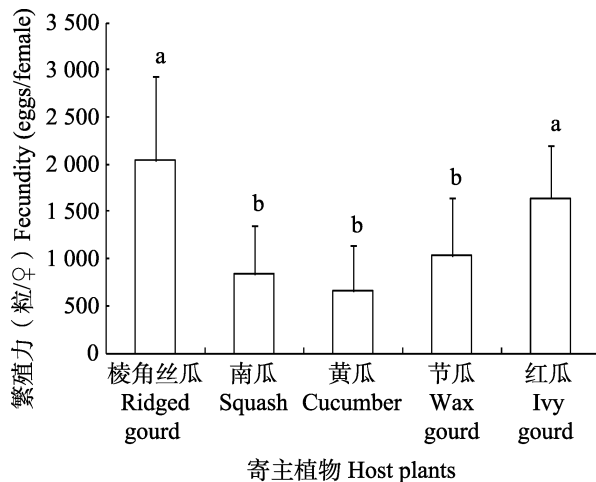 繁殖力（粒/♀）Fecundity (eggs/female)
3 500
3 000
2 500
2 000
1 500
1 000
500
0
a
b
b
b
a
棱角丝瓜
Ridged
gourd
南瓜
Squash
黄瓜
Cucumber
节瓜
Wax
gourd
红瓜
Ivy
gourd
寄主植物 Host plants